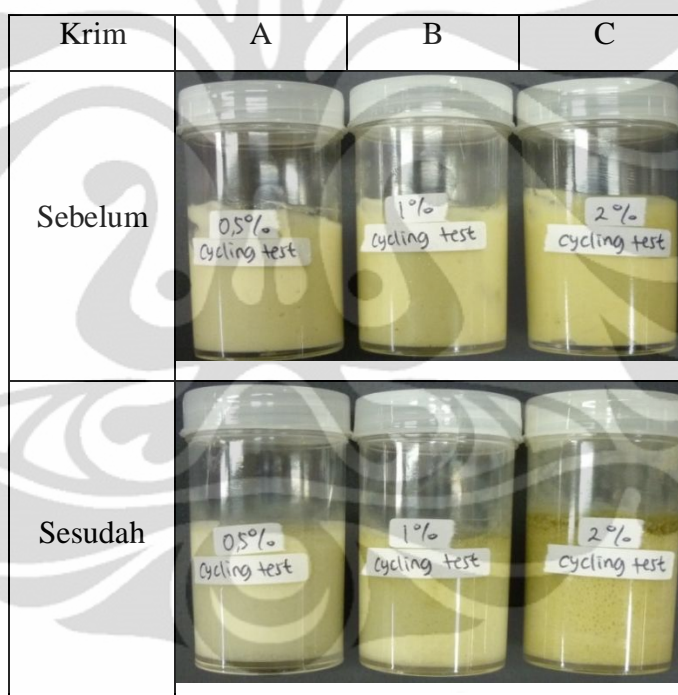 Krim A B C
Sebelum
0,5%
cycling test
1%
cycling test
2%
cycling test
Sesudah
0,5%
cycling test
1%
cycling test
2%
cycling test